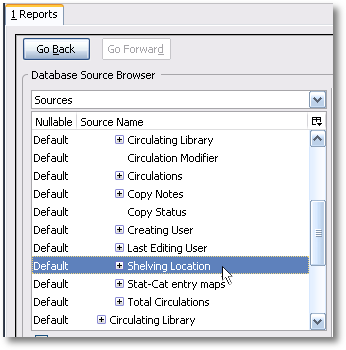 1 Reports
Go Back Go Forward
Database Source Browser
Sources
Nullable Source Name
Default Circulating Library
Default Circulation Modifier
Default Circulations
Default Copy Notes
Default Copy Status
Default Creating User
Default Last Editing User
Default Shelving Location
Default Stat-Cat entry maps
Default Total Circulations
Default Circulating Library